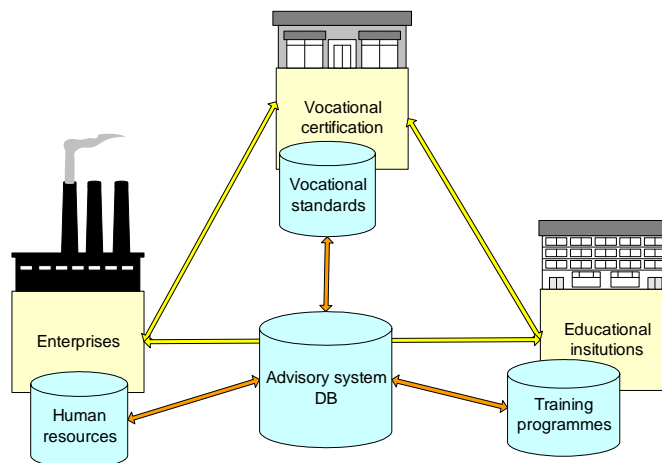 Vocational
certification
Vocational
standards
Enterprises
Human
resources
Advisory system
DB
Educational
insitutions
Training
programmes